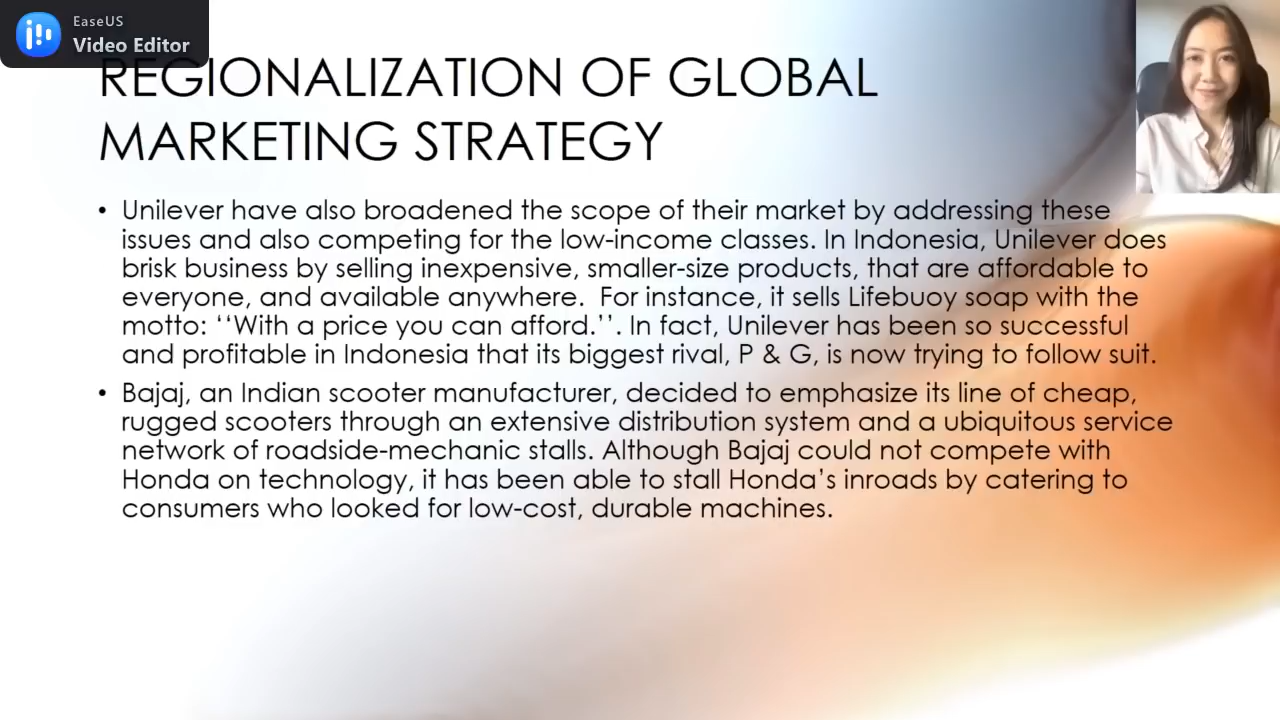 EaseUS
Video Editor
REGIONALIZATION OF GLOBAL
MARKETING STRATEGY
• Unilever have also broadened the scope of their market by addressing these
issues and also competing for the low-income classes. In Indonesia, Unilever does
brisk business by selling inexpensive, smaller-size products, that are affordable to
everyone, and available anywhere.  For instance, it sells Lifebuoy soap with the
motto: ‘‘With a price you can afford.’’. In fact, Unilever has been so successful
and profitable in Indonesia that its biggest rival, P & G, is now trying to follow suit.
• Bajaj, an Indian scooter manufacturer, decided to emphasize its line of cheap,
rugged scooters through an extensive distribution system and a ubiquitous service
network of roadside-mechanic stalls. Although Bajaj could not compete with
Honda on technology, it has been able to stall Honda’s inroads by catering to
consumers who looked for low-cost, durable machines.